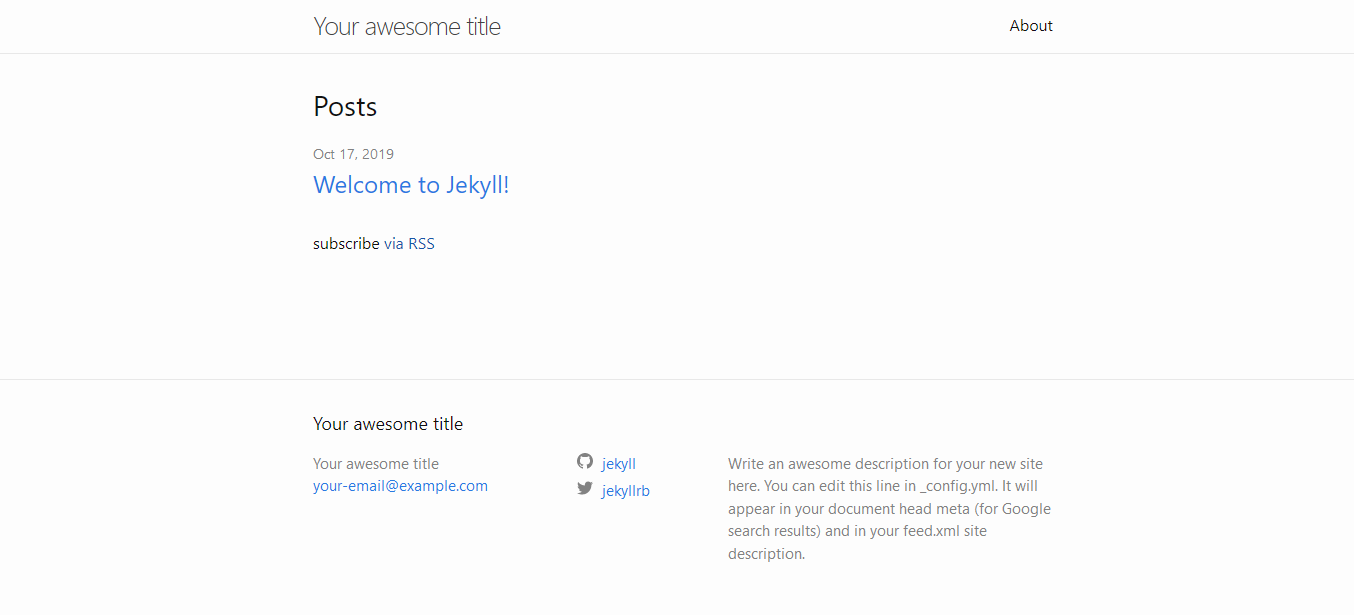 Your awesome title
About
Posts
Oct 17, 2019
Welcome to Jekyll!
subscribe via RSS
Your awesome title
Your awesome title
your-email@example.com
jekyll
jekyllrb
Write an awesome description for your new site
here. You can edit this line in _config.yml. It will
appear in your document head meta (for Google
search results) and in your feed.xml site
description.